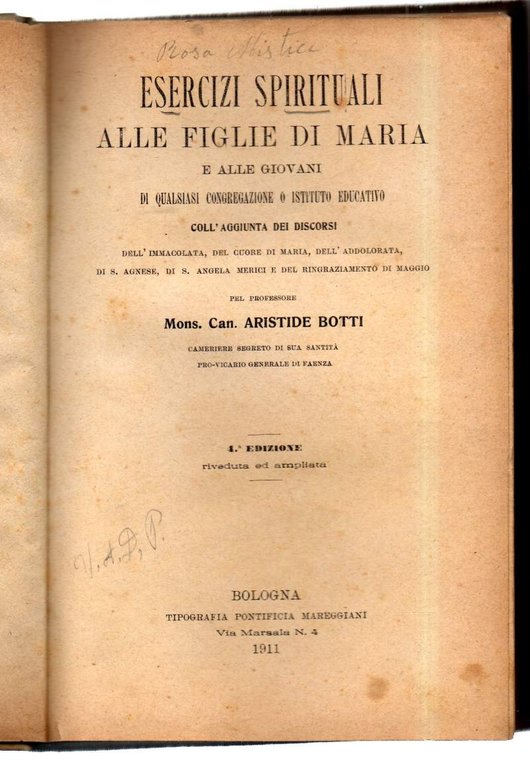 Rosa Mistica
ESERCIZI SPIRITUALI
ALLE FIGLIE DI MARIA
E ALLE GIOVANI
DI QUALSIASI CONGREGAZIONE O ISTITUTO EDUCATIVO
COLL'AGGIUNTA DEI DISCORSI
DELL'IMMACOLATA, DEL CUORE DI MARIA, DELL'ADDOLORATA,
DI S. AGNESE, DI S. ANGELA MERICI E DEL RINGRAZIAMENTO DI MAGGIO
PEL PROFESSORE
Mons. Can. ARISTIDE BOTTI
CAMERIERE SEGRETO DI SUA SANTITÀ
PRO-VICARIO GENERALE DI FAENZA
4.ª EDIZIONE
riveduta ed ampliata
V. A. D. P.
BOLOGNA
TIPOGRAFIA PONTIFICIA MAREGGIANI
Via Marsala N. 4
1911